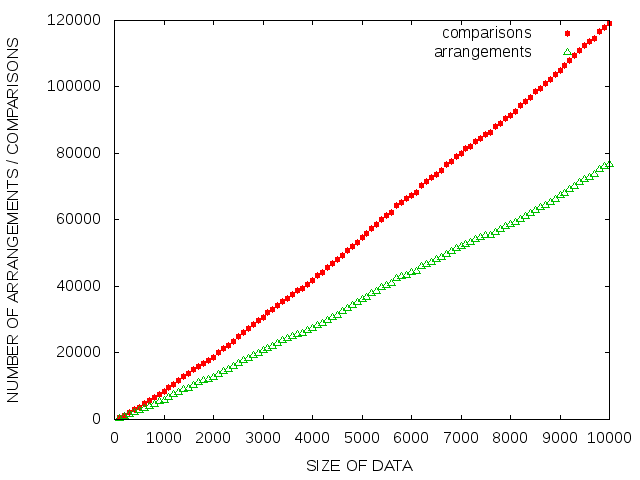 120000
100000
80000
60000
40000
20000
0
comparisons
arrangements
NUMBER OF ARRANGEMENTS / COMPARISONS
0 1000 2000 3000 4000 5000 6000 7000 8000 9000 10000
SIZE OF DATA